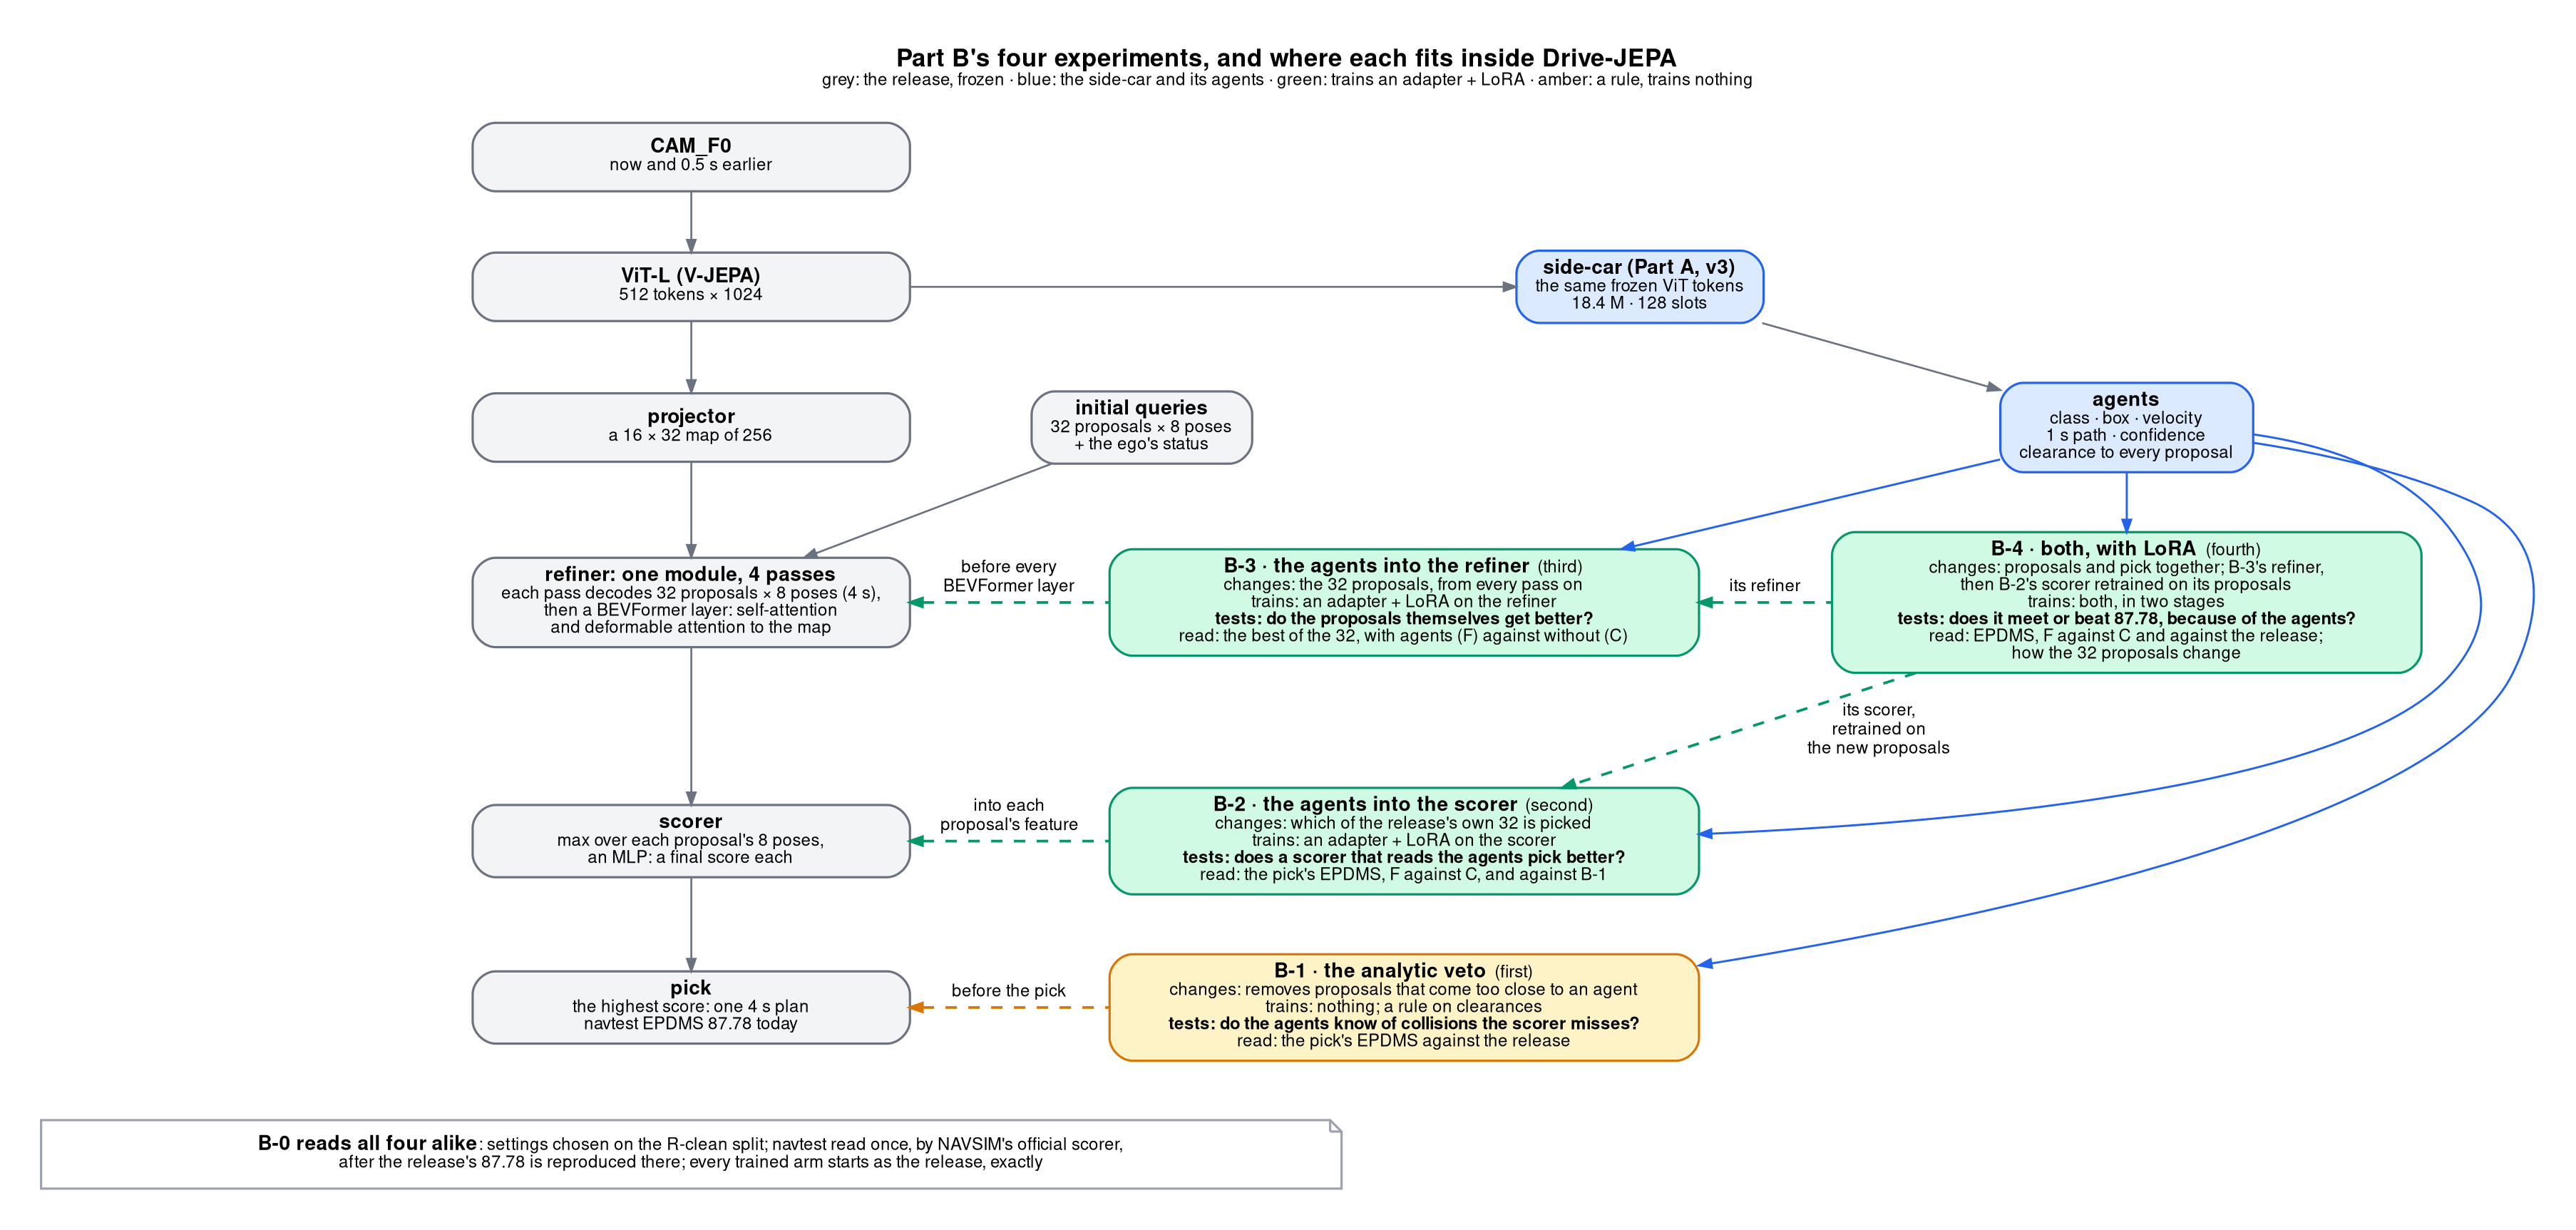 Part B's four experiments, and where each fits inside Drive-JEPA
grey: the release, frozen · blue: the side-car and its agents · green: trains an adapter + LoRA · amber: a rule, trains nothing
CAM_F0
now and 0.5 s earlier
ViT-L (V-JEPA)
512 tokens × 1024
side-car (Part A, v3)
the same frozen ViT tokens
18.4 M · 128 slots
projector
a 16 × 32 map of 256
initial queries
32 proposals × 8 poses
+ the ego's status
agents
class · box · velocity
1 s path · confidence
clearance to every proposal
refiner: one module, 4 passes
each pass decodes 32 proposals × 8 poses (4 s),
then a BEVFormer layer: self-attention
and deformable attention to the map
before every
BEVFormer layer
B-3 · the agents into the refiner (third)
changes: the 32 proposals, from every pass on
trains: an adapter + LoRA on the refiner
tests: do the proposals themselves get better?
read: the best of the 32, with agents (F) against without (C)
its refiner
B-4 · both, with LoRA (fourth)
changes: proposals and pick together; B-3's refiner,
then B-2's scorer retrained on its proposals
trains: both, in two stages
tests: does it meet or beat 87.78, because of the agents?
read: EPDMS, F against C and against the release;
how the 32 proposals change
its scorer,
retrained on
the new proposals
scorer
max over each proposal's 8 poses,
an MLP: a final score each
into each
proposal's feature
B-2 · the agents into the scorer (second)
changes: which of the release's own 32 is picked
trains: an adapter + LoRA on the scorer
tests: does a scorer that reads the agents pick better?
read: the pick's EPDMS, F against C, and against B-1
pick
the highest score: one 4 s plan
navtest EPDMS 87.78 today
before the pick
B-1 · the analytic veto (first)
changes: removes proposals that come too close to an agent
trains: nothing; a rule on clearances
tests: do the agents know of collisions the scorer misses?
read: the pick's EPDMS against the release
B-0 reads all four alike: settings chosen on the R-clean split; navtest read once, by NAVSIM's official scorer,
after the release's 87.78 is reproduced there; every trained arm starts as the release, exactly